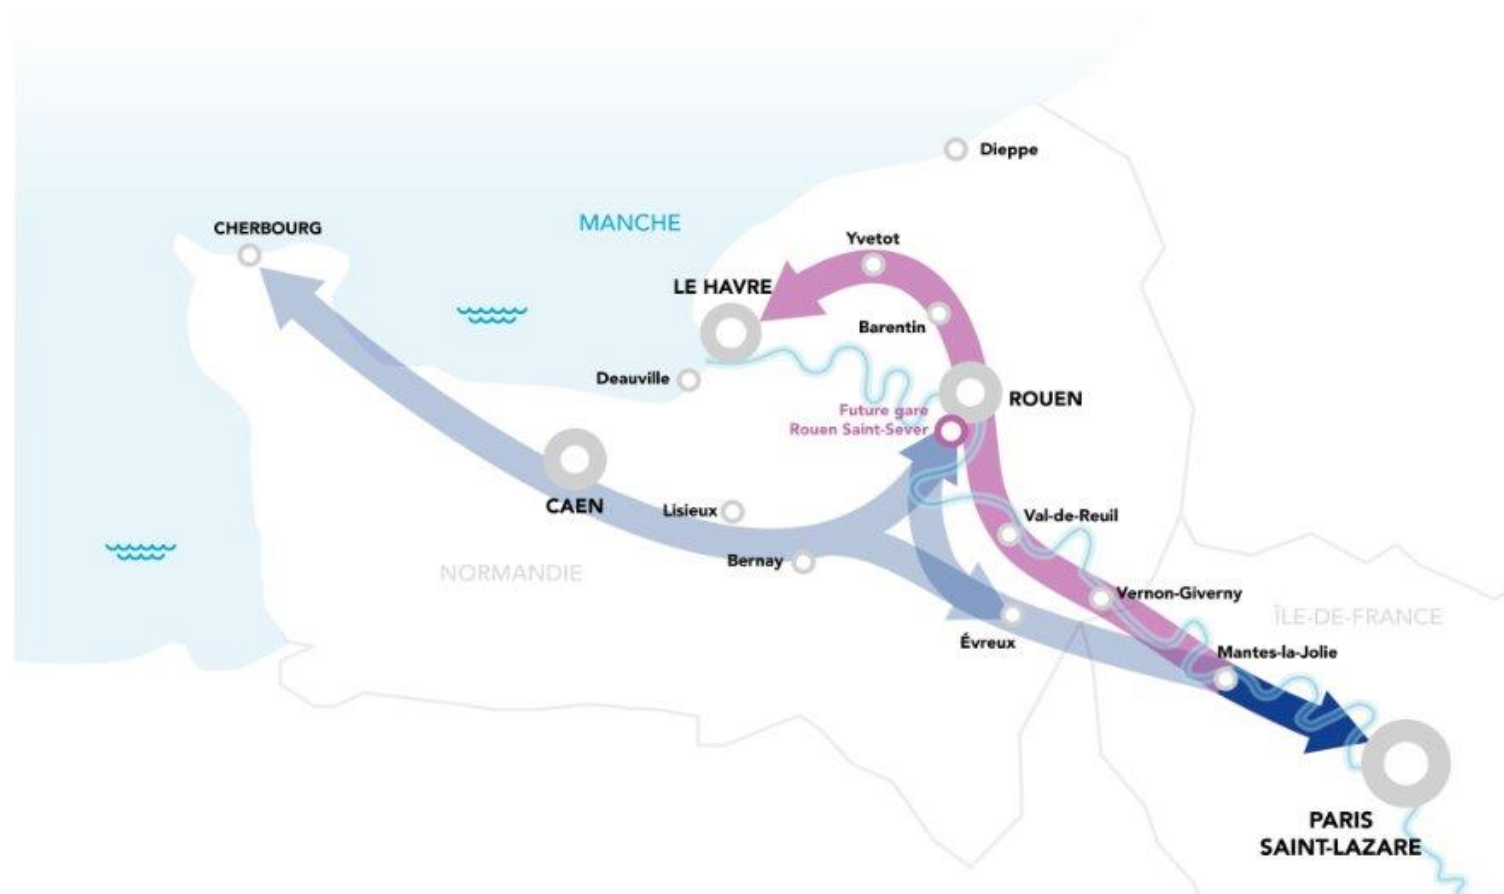 Dieppe
CHERBOURG
MANCHE
Yvetot
LE HAVRE
Barentin
Deauville
ROUEN
Future gare
Rouen Saint-Sever
CAEN
Lisieux
Val-de-Reuil
Bernay
NORMANDIE
Vernon-Giverny
ÎLE-DE-FRANCE
Évreux
Mantes-la-Jolie
PARIS
SAINT-LAZARE